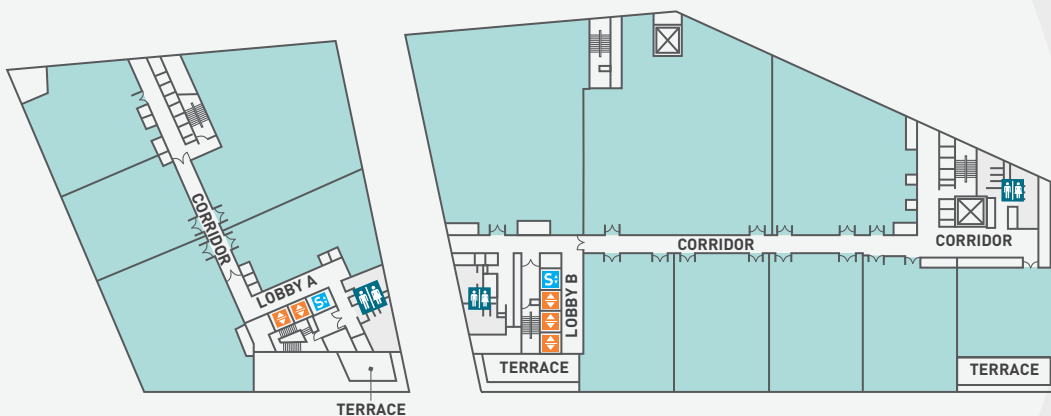 CORRIDOR
LOBBY A
S
TERRACE
CORRIDOR
CORRIDOR
S
LOBBY B
TERRACE
TERRACE